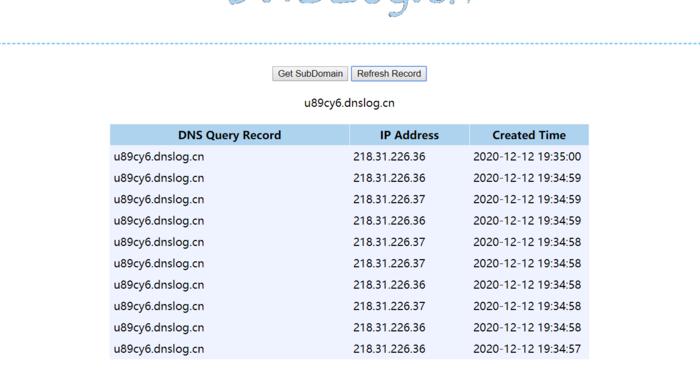 Get SubDomain Refresh Record
u89cy6.dnslog.cn
DNS Query Record IP Address Created Time
u89cy6.dnslog.cn 218.31.226.36 2020-12-12 19:35:00
u89cy6.dnslog.cn 218.31.226.36 2020-12-12 19:34:59
u89cy6.dnslog.cn 218.31.226.37 2020-12-12 19:34:59
u89cy6.dnslog.cn 218.31.226.36 2020-12-12 19:34:59
u89cy6.dnslog.cn 218.31.226.37 2020-12-12 19:34:58
u89cy6.dnslog.cn 218.31.226.37 2020-12-12 19:34:58
u89cy6.dnslog.cn 218.31.226.36 2020-12-12 19:34:58
u89cy6.dnslog.cn 218.31.226.37 2020-12-12 19:34:58
u89cy6.dnslog.cn 218.31.226.36 2020-12-12 19:34:58
u89cy6.dnslog.cn 218.31.226.36 2020-12-12 19:34:57